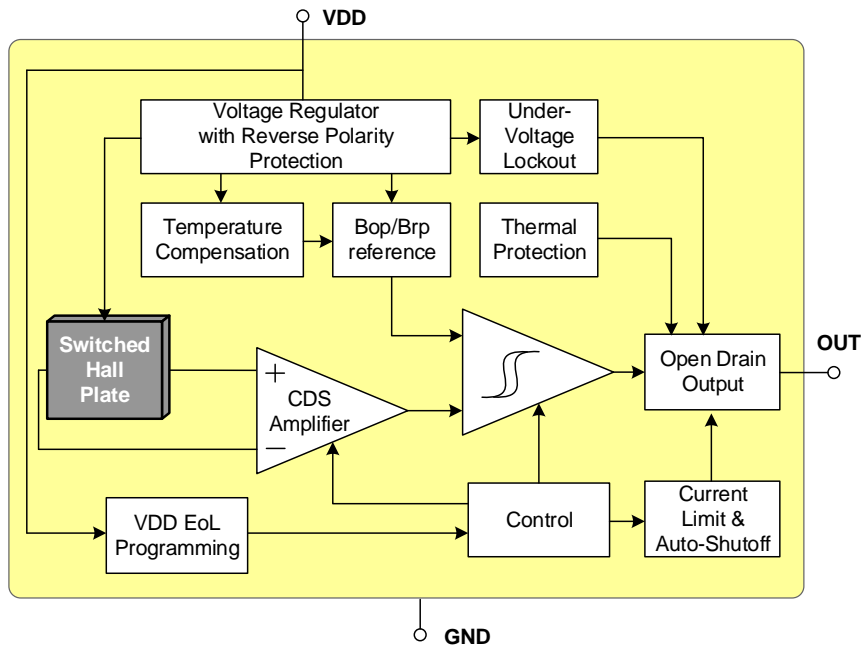 VDD
Voltage Regulator
with Reverse Polarity
Protection
Under-
Voltage
Lockout
Temperature
Compensation
Bop/Brp
reference
Thermal
Protection
Switched
Hall
Plate
+
CDS
Amplifier
−
Open Drain
Output
OUT
VDD EoL
Programming
Control
Current
Limit &
Auto-Shutoff
GND